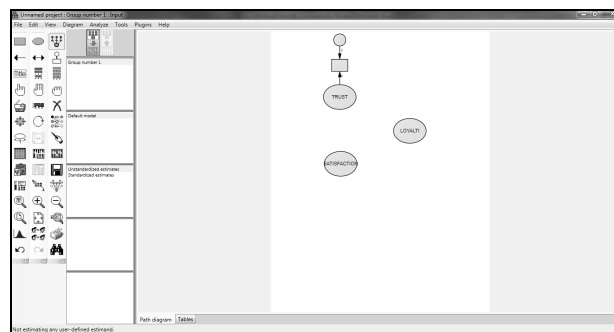 Unnamed project : Group number 1 : Input
File Edit View Diagram Analyze Tools Plugins Help
Title
Group number 1
Default model
Unstandardized estimates
Standardized estimates
TRUST
LOYALTI
SATISFACTION
Path diagram Tables
Not estimating any user-defined estimand.